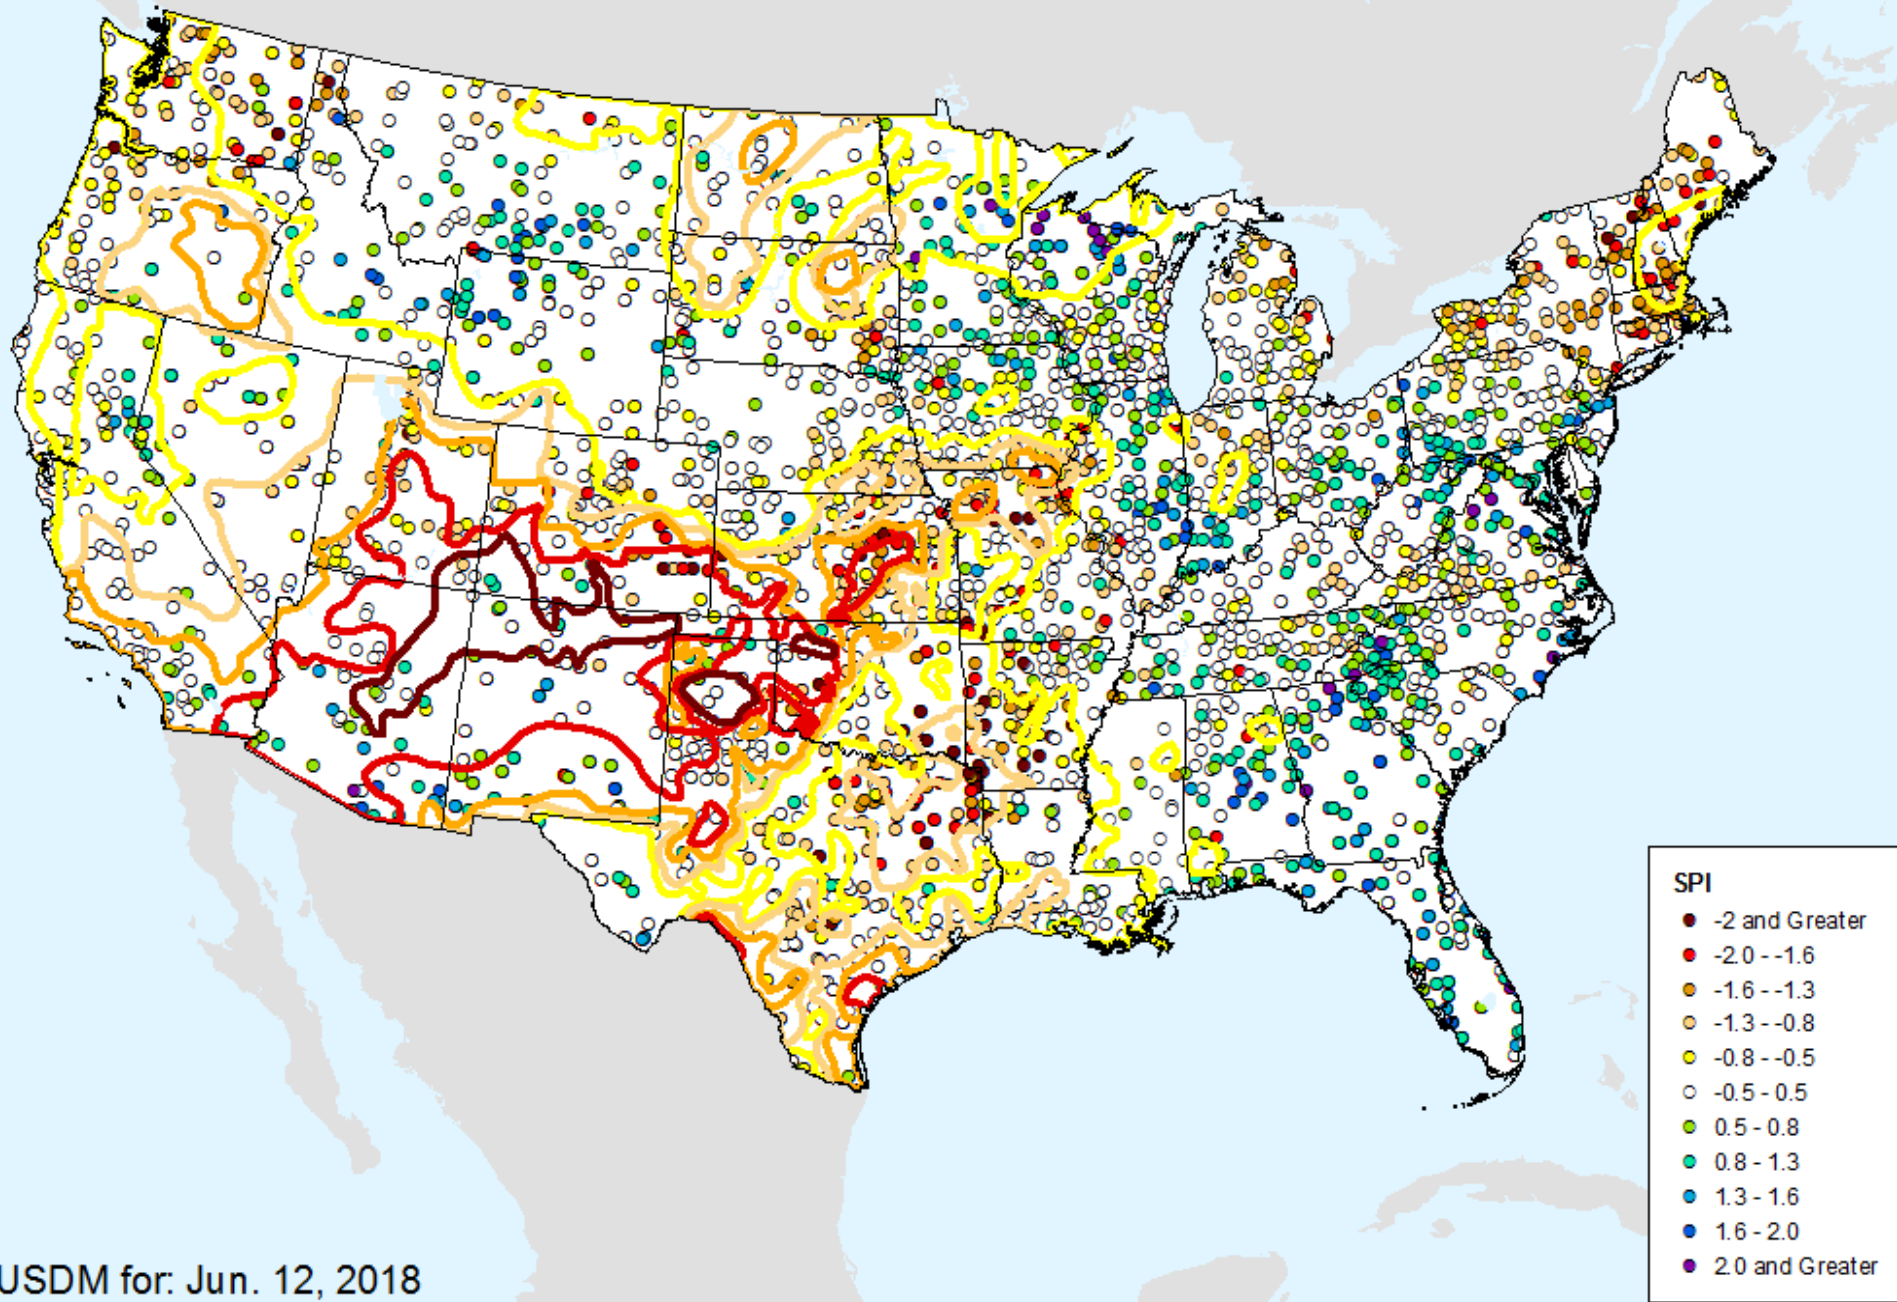 SPI
-2 and Greater
-2.0 - -1.6
-1.6 - -1.3
-1.3 - -0.8
-0.8 - -0.5
-0.5 - 0.5
0.5 - 0.8
0.8 - 1.3
1.3 - 1.6
1.6 - 2.0
2.0 and Greater
USDM for: Jun. 12, 2018